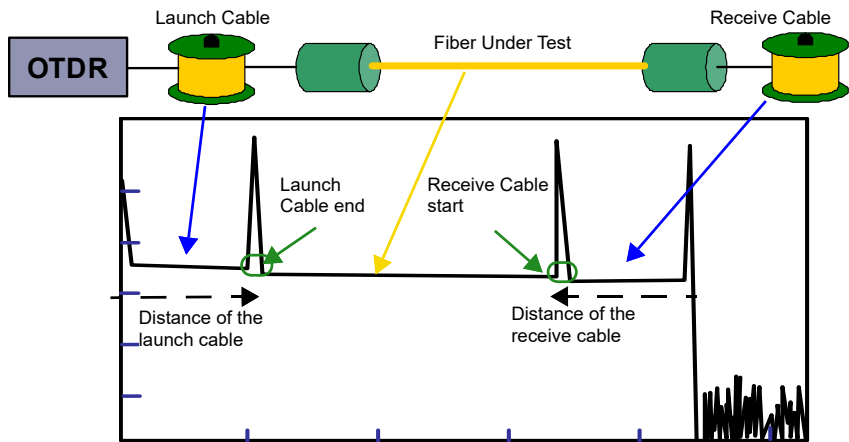 Launch Cable
Receive Cable
OTDR
Fiber Under Test
Launch
Cable end
Receive Cable
start
Distance of the
launch cable
Distance of the
receive cable